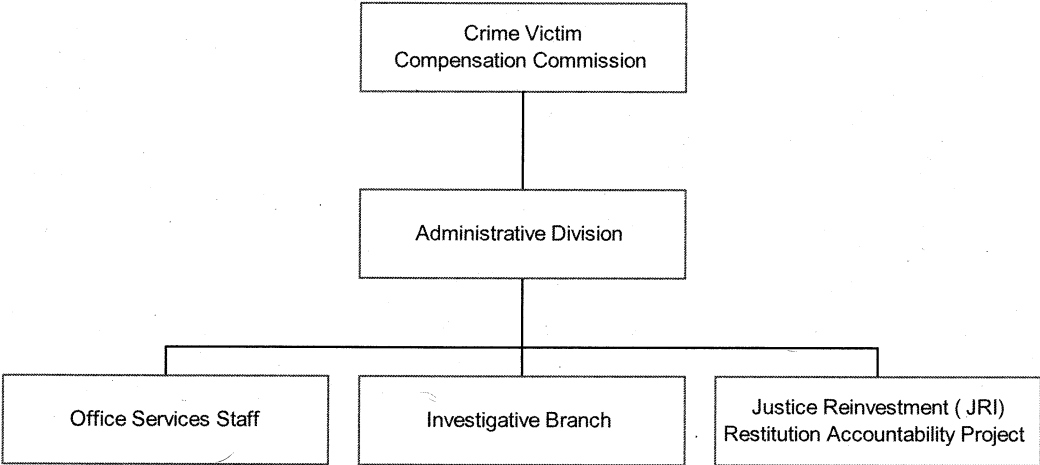 Crime Victim
Compensation Commission
Administrative Division
Office Services Staff
Investigative Branch
Justice Reinvestment ( JRI)
Restitution Accountability Project